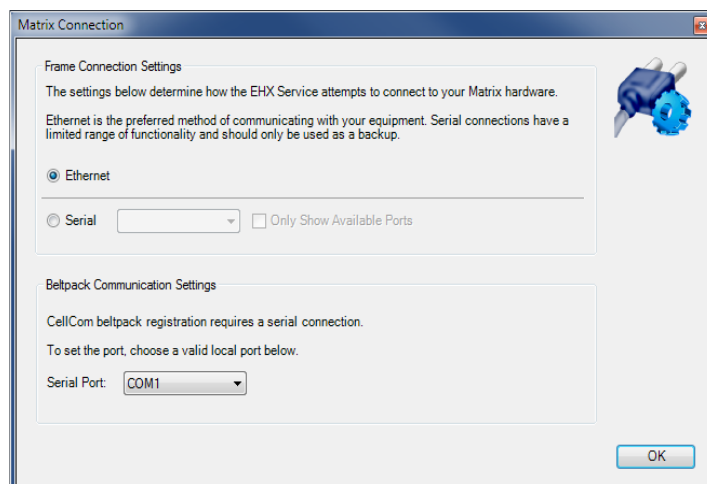 Matrix Connection
Frame Connection Settings
The settings below determine how the EHX Service attempts to connect to your Matrix hardware.
Ethernet is the preferred method of communicating with your equipment. Serial connections have a
limited range of functionality and should only be used as a backup.
Ethernet
Serial
Only Show Available Ports
Beltpack Communication Settings
CellCom beltpack registration requires a serial connection.
To set the port, choose a valid local port below.
Serial Port: COM1
OK